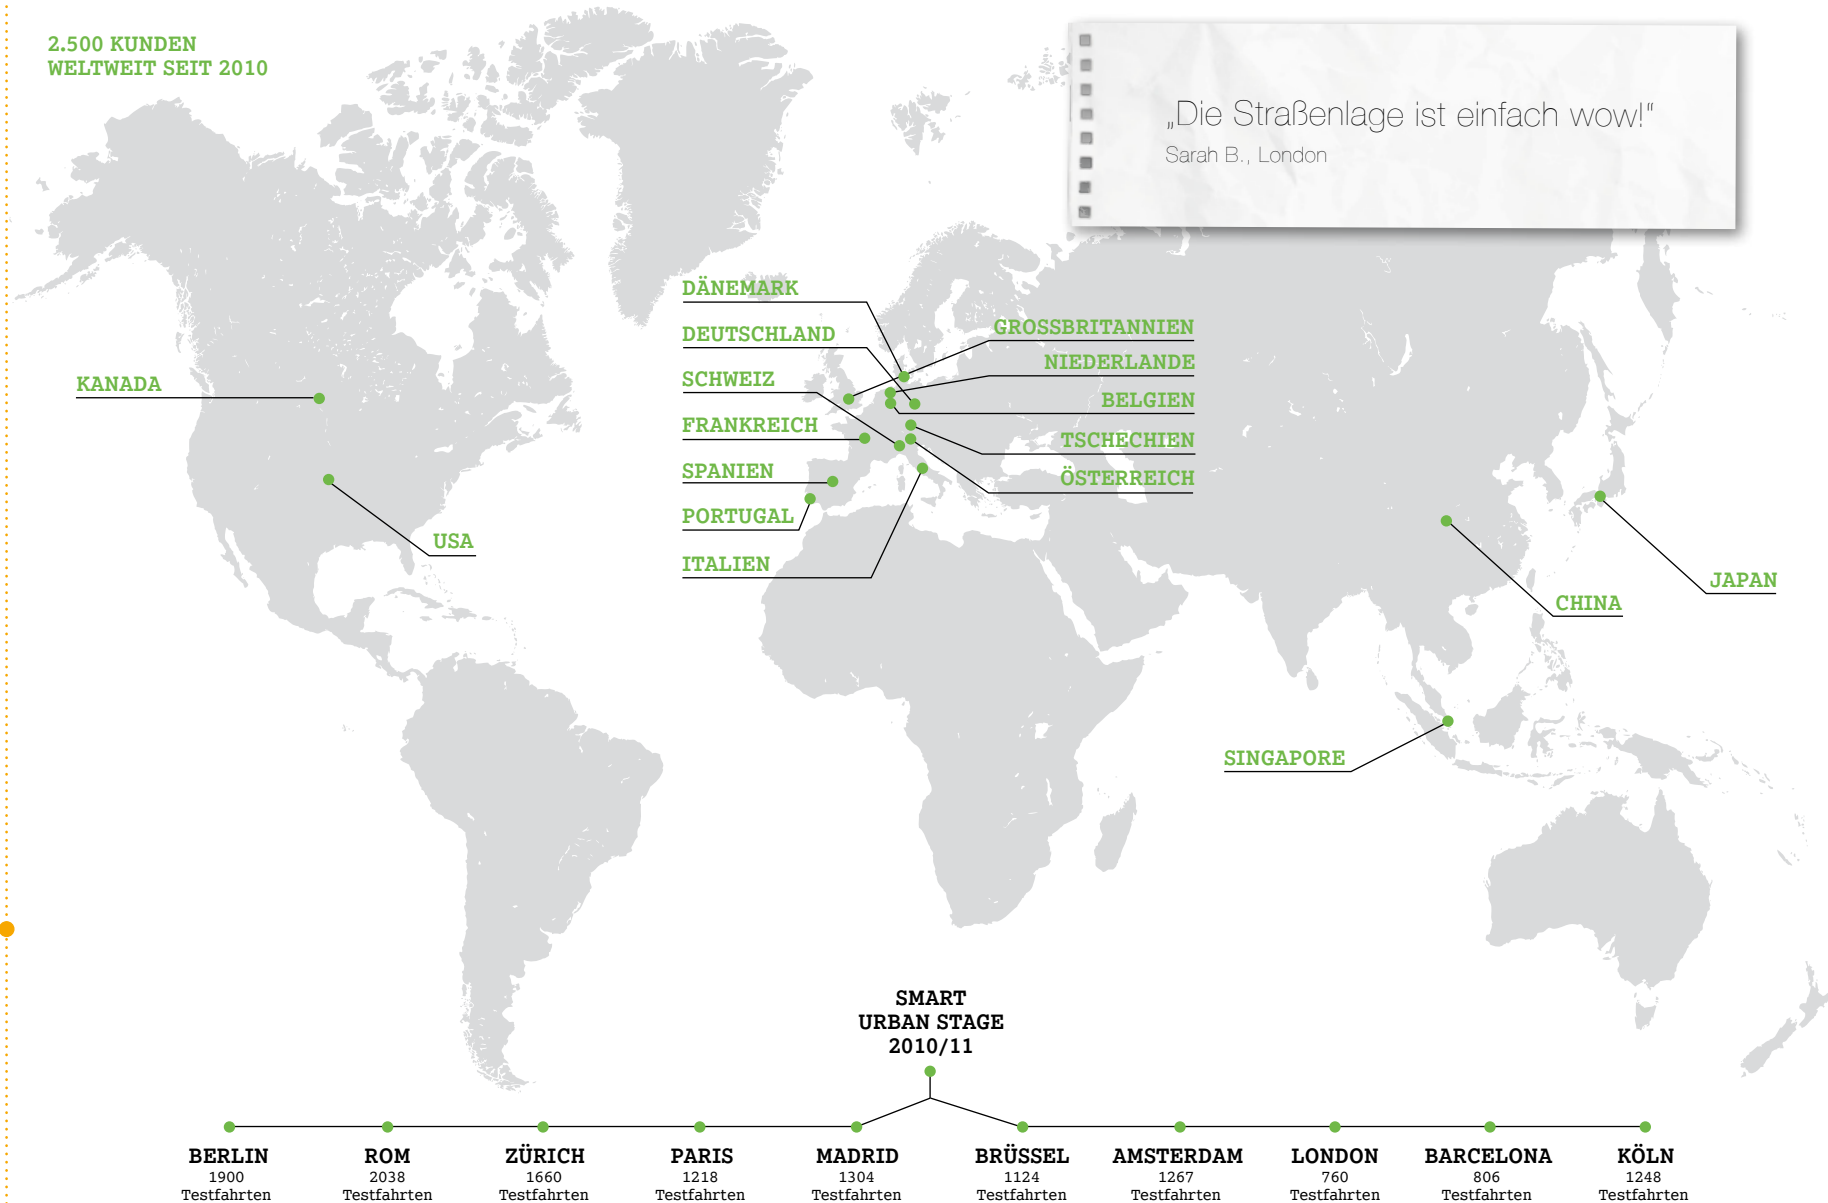 2.500 KUNDEN
WELTWEIT SEIT 2010
„Die Straßenlage ist einfach wow!“
Sarah B., London
DÄNEMARK
DEUTSCHLAND
SCHWEIZ
FRANKREICH
SPANIEN
PORTUGAL
ITALIEN
GROSSBRITANNIEN
NIEDERLANDE
BELGIEN
TSCHECHIEN
ÖSTERREICH
KANADA
USA
JAPAN
CHINA
SINGAPORE
SMART
URBAN STAGE
2010/11
BERLIN
1900
Testfahrten
ROM
2038
Testfahrten
ZÜRICH
1660
Testfahrten
PARIS
1218
Testfahrten
MADRID
1304
Testfahrten
BRÜSSEL
1124
Testfahrten
AMSTERDAM
1267
Testfahrten
LONDON
760
Testfahrten
BARCELONA
806
Testfahrten
KÖLN
1248
Testfahrten